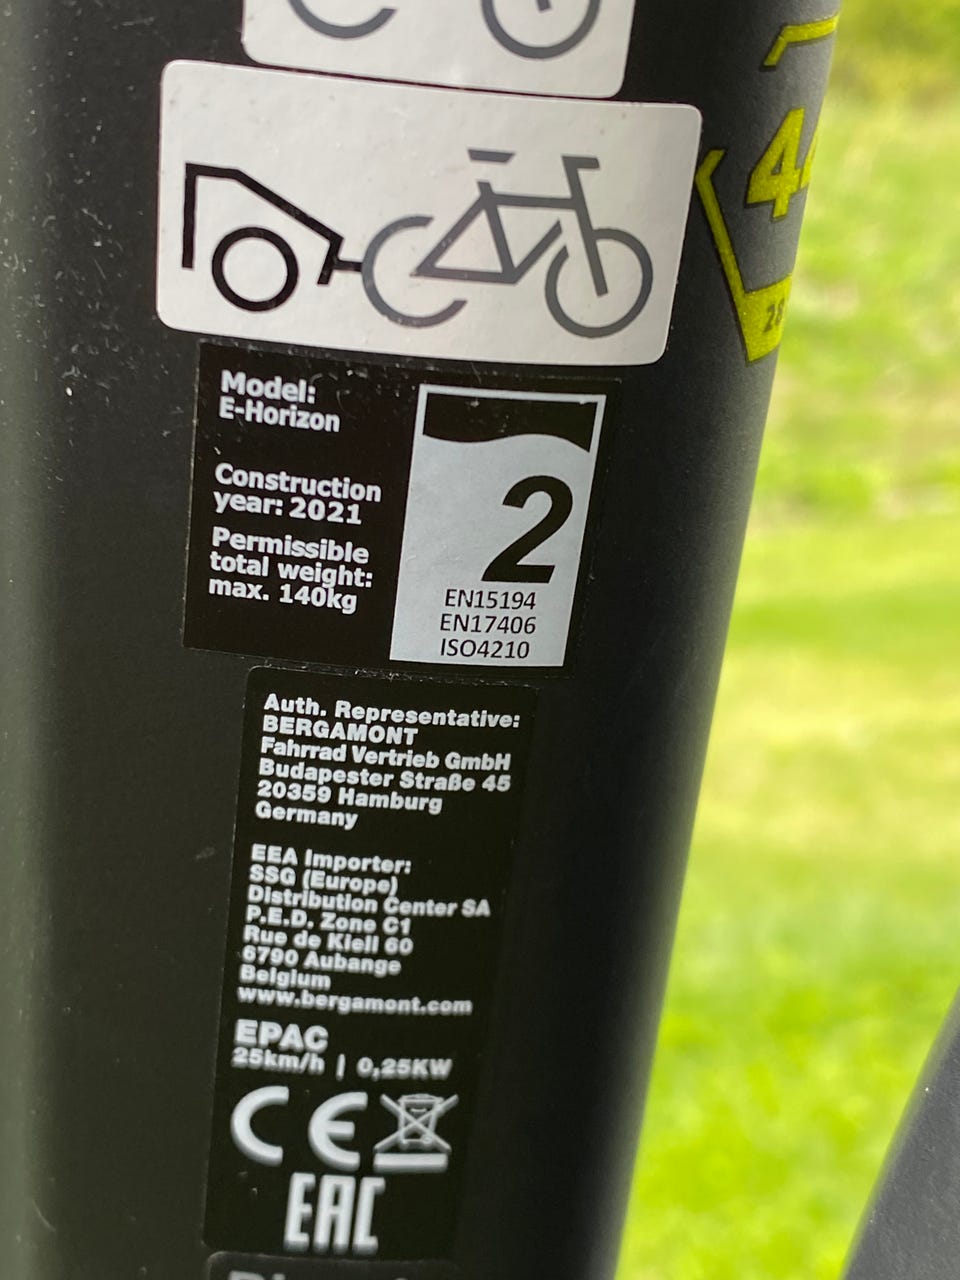 Model:
E-Horizon
Construction
year: 2021
Permissible
total weight:
max. 140kg
2
EN15194
EN17406
ISO4210
Auth. Representative:
BERGAMONT
Fahrrad Vertrieb GmbH
Budapester Straße 45
20359 Hamburg
Germany
EEA Importer:
SSG (Europe)
Distribution Center SA
P.E.D. Zone C1
Rue de Kiell 60
6790 Aubange
Belgium
www.bergamont.com
EPAC
25km/h | 0,25KW
CE
EAC